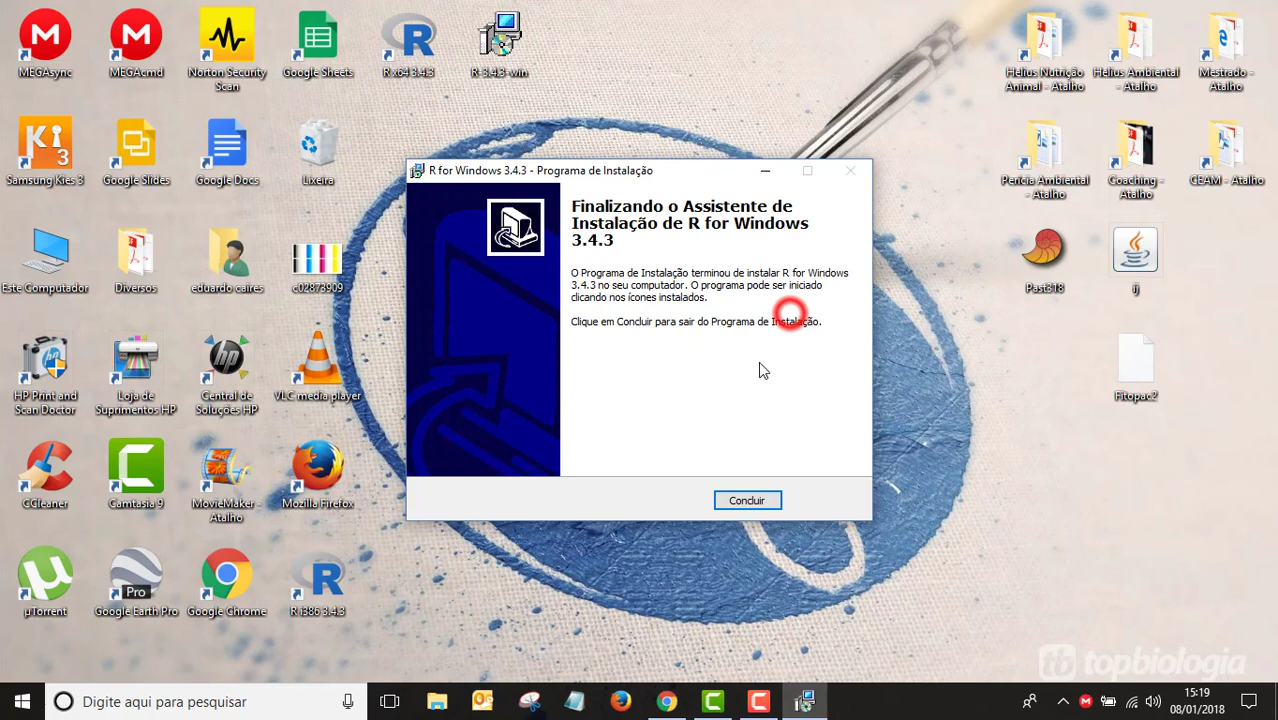 MEGAsync
MEGAcmd
Norton Security
Scan
Google Sheets
R x64 3.4.3
R-3.4.3-win
Helius Nutrição
Animal - Atalho
Helius Ambiental
- Atalho
Mestrado -
Atalho
Samsung Kies 3
Google Slides
Google Docs
Lixeira
Perícia Ambiental
- Atalho
Coaching -
Atalho
CEAM - Atalho
R for Windows 3.4.3 - Programa de Instalação
Finalizando o Assistente de
Instalação de R for Windows
3.4.3
O Programa de Instalação terminou de instalar R for Windows
3.4.3 no seu computador. O programa pode ser iniciado
clicando nos ícones instalados.
Clique em Concluir para sair do Programa de Instalação.
Concluir
Este Computador
Diversos
eduardo caires
c02873909
Past318
ij
HP Print and
Scan Doctor
Loja de
Suprimentos HP
Central de
Soluções HP
VLC media player
Fitopac2
CCleaner
Camtasia 9
MovieMaker -
Atalho
Mozilla Firefox
µTorrent
Pro
Google Earth Pro
Google Chrome
R i386 3.4.3
tb topbiologia
Digite aqui para pesquisar
15:19
08/01/2018